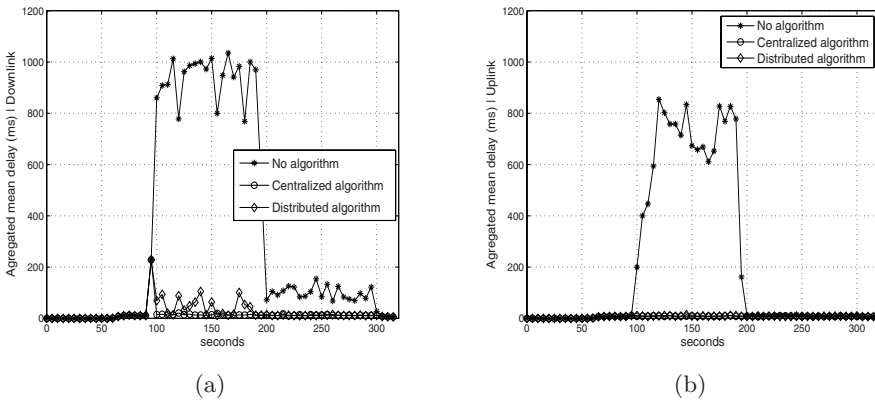 1200
1000
800
600
400
200
0
Agregated mean delay (ms) | Downlink
No algorithm
Centralized algorithm
Distributed algorithm
0 50 100 150 200 250 300
seconds
(a)
1200
1000
800
600
400
200
0
Agregated mean delay (ms) | Uplink
No algorithm
Centralized algorithm
Distributed algorithm
0 50 100 150 200 250 300
seconds
(b)